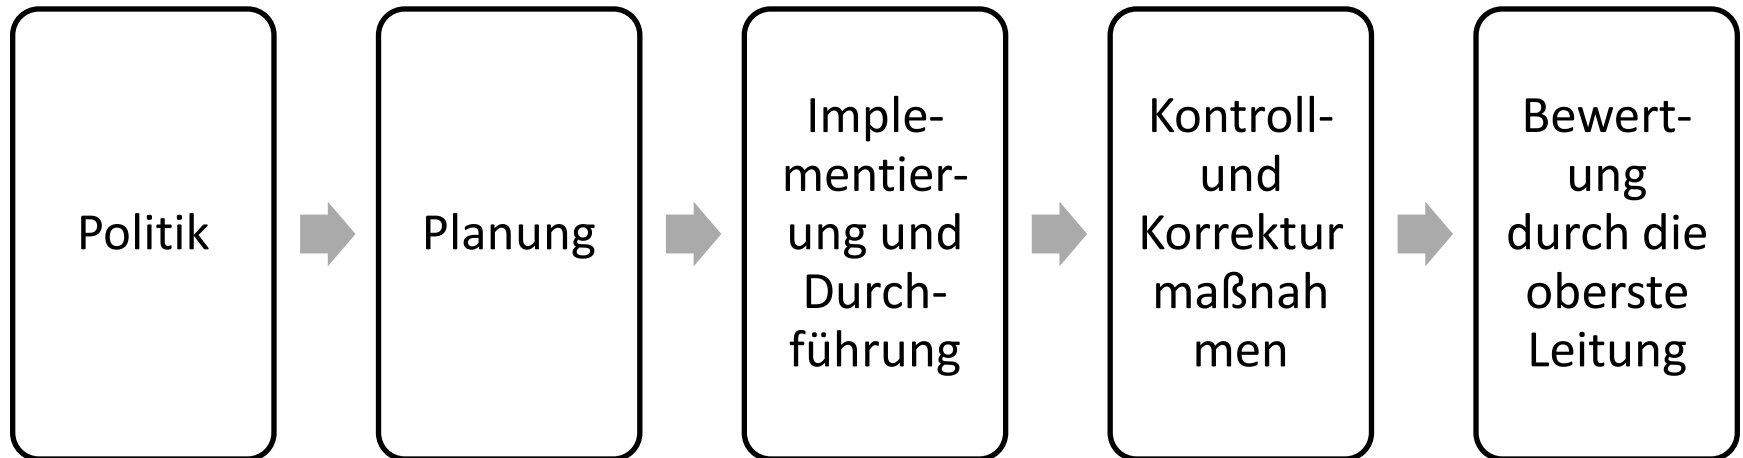 Politik
Planung
Imple-
mentier-
ung und
Durch-
führung
Kontroll-
und
Korrektur
maßnah
men
Bewert-
ung
durch die
oberste
Leitung